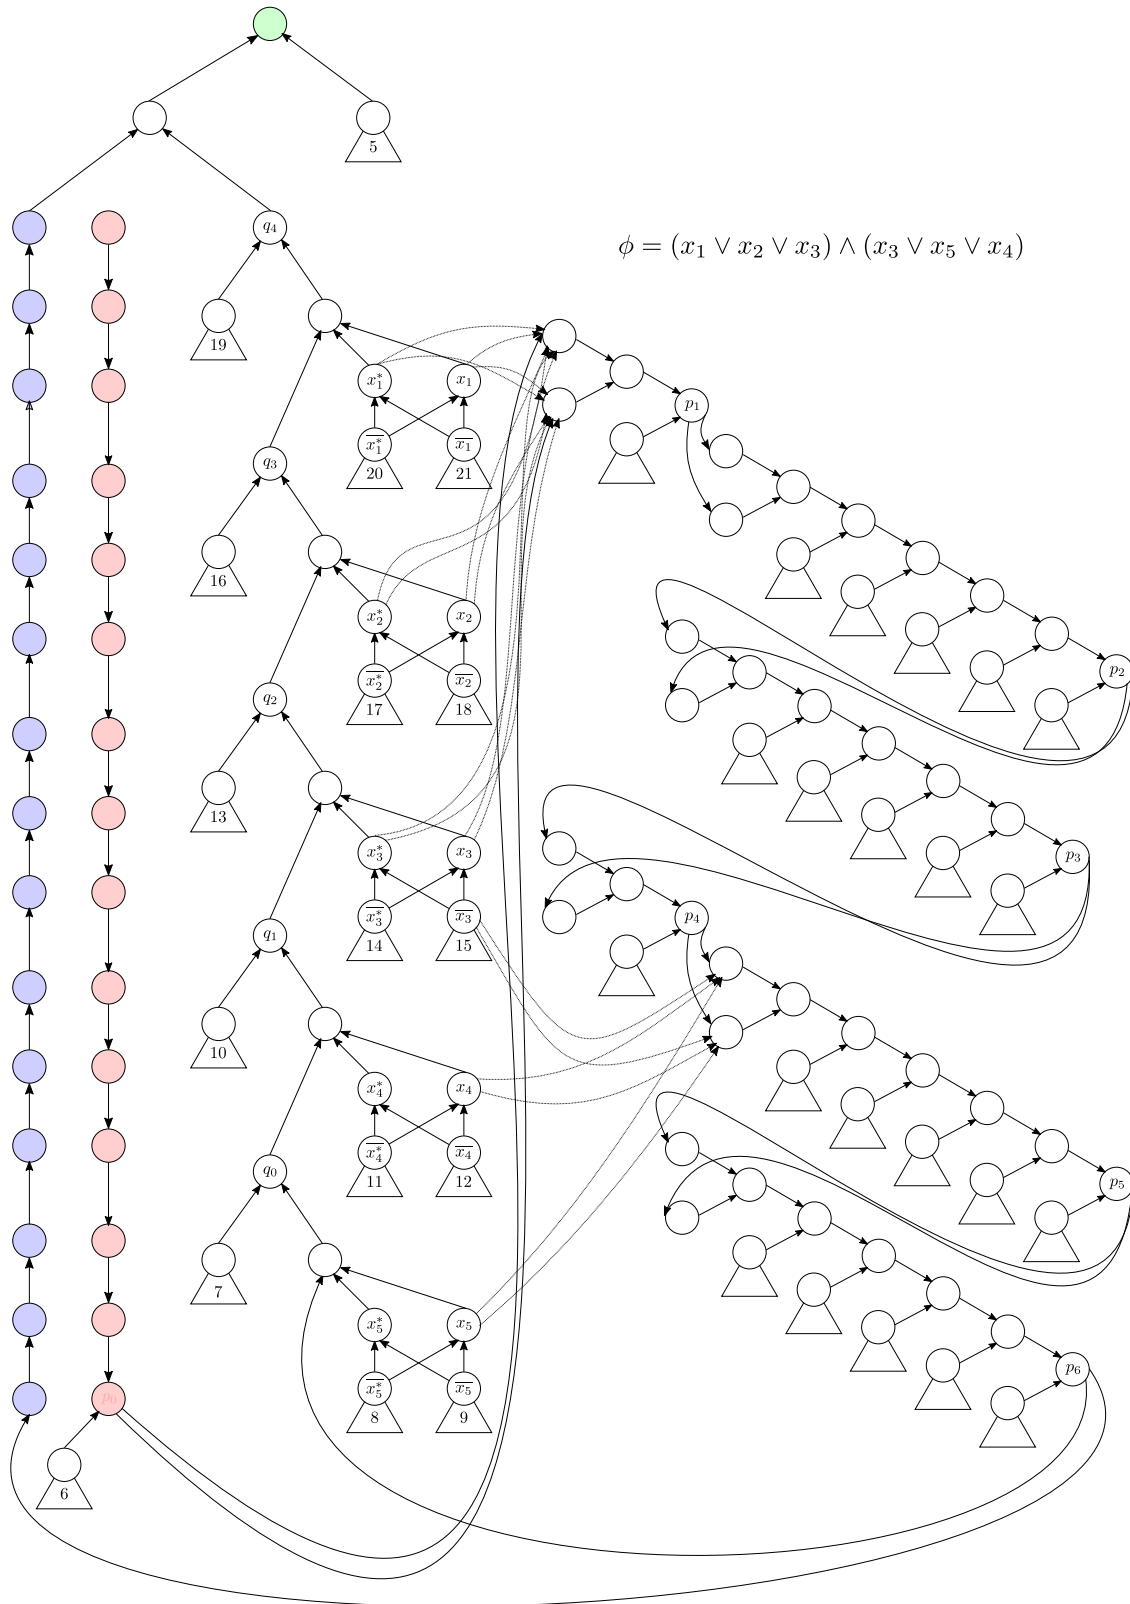 5
q₄
ϕ = (x₁ ∨ x₂ ∨ x₃) ∧ (x₃ ∨ x₅ ∨ x₄)
19
x₁* x₁
p₁
x̅₁* x̅₁
20 21
q₃
16
x₂* x₂
x̅₂* x̅₂
17 18
p₂
q₂
13
x₃* x₃
p₃
x̅₃* x̅₃
14 15
p₄
q₁
10
x₄* x₄
x̅₄* x̅₄
11 12
q₀
p₅
7
x₅* x₅
p₆
x̅₅* x̅₅
8 9
p₀
6